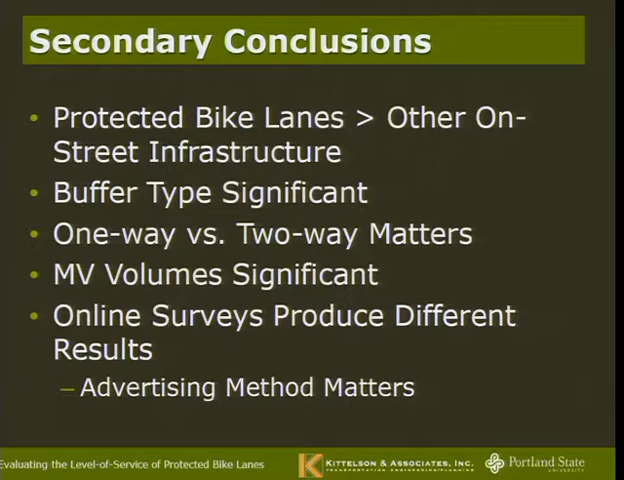 Secondary Conclusions
• Protected Bike Lanes > Other On-
Street Infrastructure
• Buffer Type Significant
• One-way vs. Two-way Matters
• MV Volumes Significant
• Online Surveys Produce Different
Results
– Advertising Method Matters
Evaluating the Level-of-Service of Protected Bike Lanes
KITTELSON & ASSOCIATES, INC.
TRANSPORTATION ENGINEERING/PLANNING
Portland State
UNIVERSITY